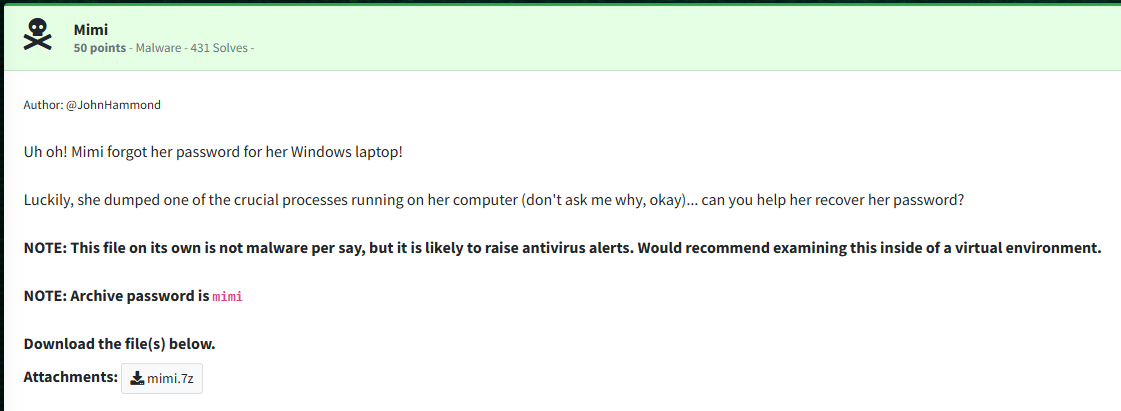 Mimi
50 points - Malware - 431 Solves -
Author: @JohnHammond
Uh oh! Mimi forgot her password for her Windows laptop!
Luckily, she dumped one of the crucial processes running on her computer (don't ask me why, okay)... can you help her recover her password?
NOTE: This file on its own is not malware per say, but it is likely to raise antivirus alerts. Would recommend examining this inside of a virtual environment.
NOTE: Archive password is mimi
Download the file(s) below.
Attachments: mimi.7z